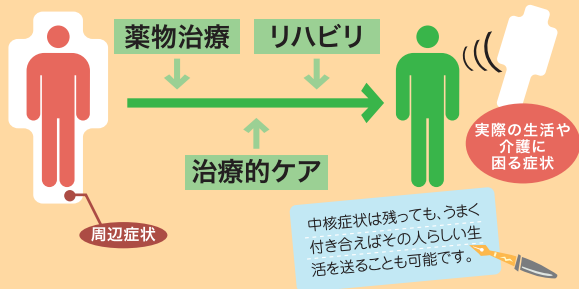 薬物治療
リハビリ
治療的ケア
周辺症状
実際の生活や
介護に
困る症状
中核症状は残っても、うまく
付き合えばその人らしい生
活を送ることも可能です。